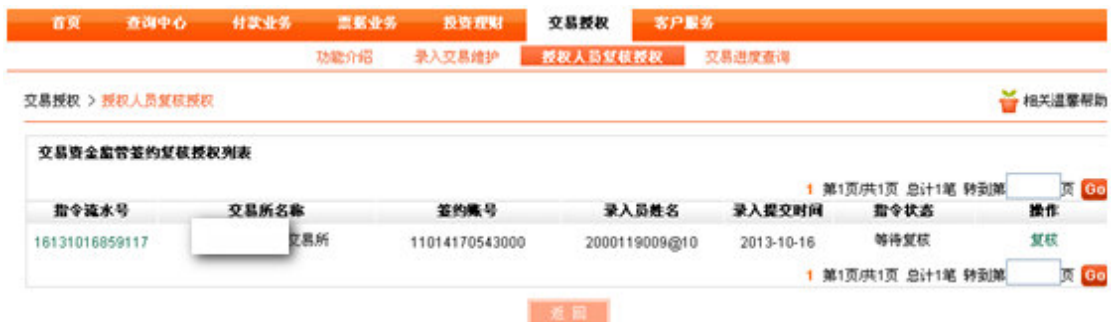 首页 查询中心 付款业务 票据业务 投资理财 交易授权 客户服务
功能介绍 录入交易维护 授权人员复核授权 交易进度查询
交易授权 > 授权人员复核授权 相关温馨帮助
交易资金监管签约复核授权列表
1 第1页/共1页 总计1笔 转到第 页 Go
指令流水号 交易所名称 签约账号 录入员姓名 录入提交时间 指令状态 操作
16131016859117 交易所 11014170543000 2000119009@10 2013-10-16 等待复核 复核
1 第1页/共1页 总计1笔 转到第 页 Go
返回